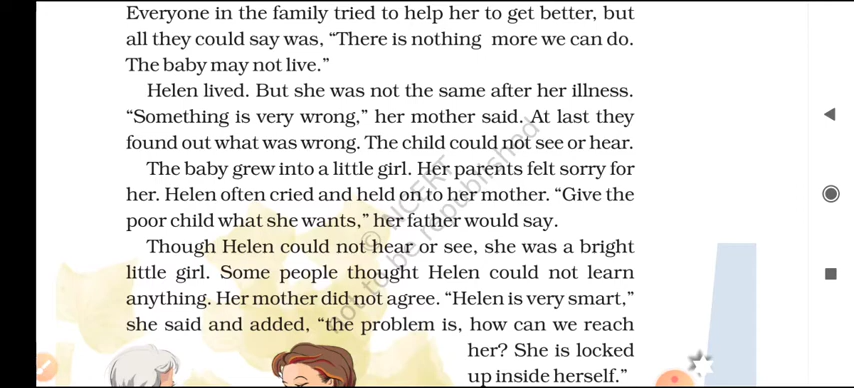 Everyone in the family tried to help her to get better, but
all they could say was, “There is nothing more we can do.
The baby may not live.”
Helen lived. But she was not the same after her illness.
“Something is very wrong,” her mother said. At last they
found out what was wrong. The child could not see or hear.
The baby grew into a little girl. Her parents felt sorry for
her. Helen often cried and held on to her mother. “Give the
poor child what she wants,” her father would say.
Though Helen could not hear or see, she was a bright
little girl. Some people thought Helen could not learn
anything. Her mother did not agree. “Helen is very smart,”
she said and added, “the problem is, how can we reach
her? She is locked
up inside herself.”
© NCERT
not to be republished